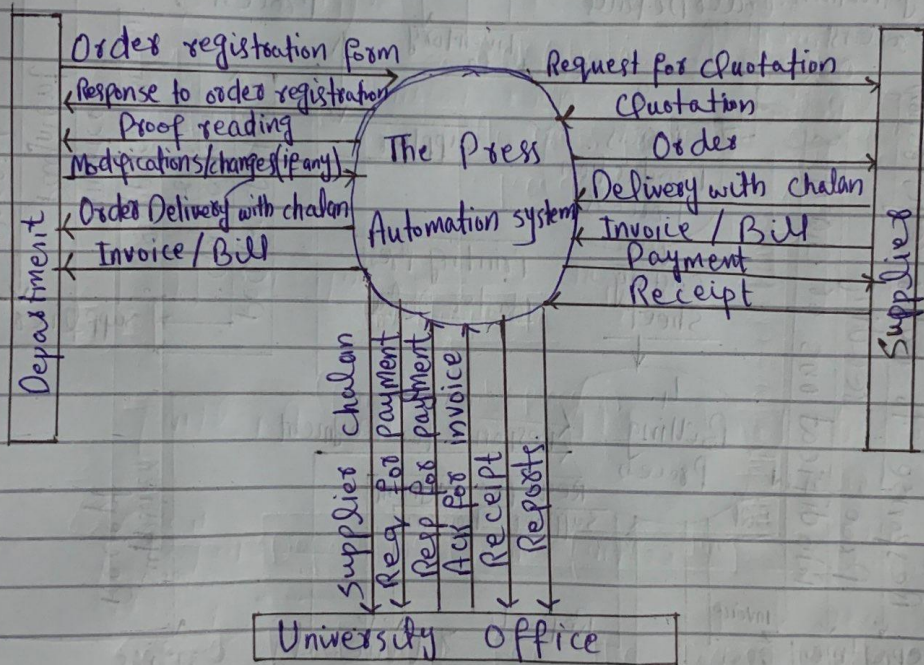 Order registration form
Response to order registration
Proof reading
Modifications/changes(if any)
Order Delivery with chalan
Invoice / Bill
Department
The Press
Automation system
Request for Quotation
Quotation
Order
Delivery with chalan
Invoice / Bill
Payment
Receipt
Supplier
Supplier chalan
Req for payment
Resp for payment
Ack for invoice
Receipt
Reports.
University Office